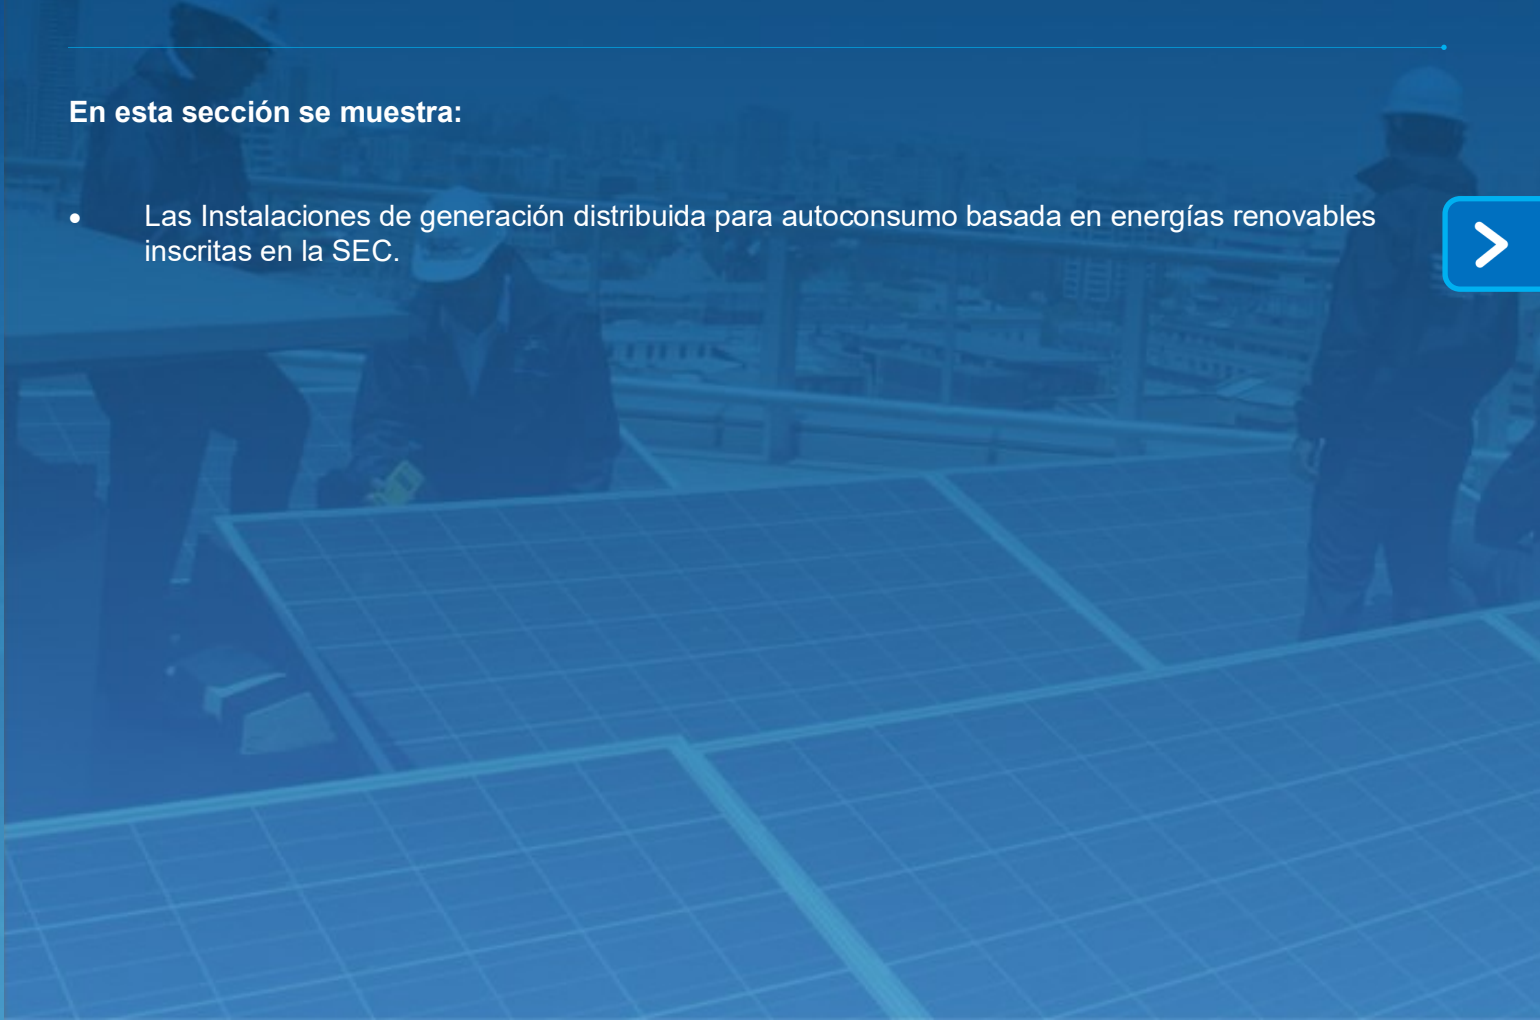 En esta sección se muestra:
• Las Instalaciones de generación distribuida para autoconsumo basada en energías renovables
inscritas en la SEC.